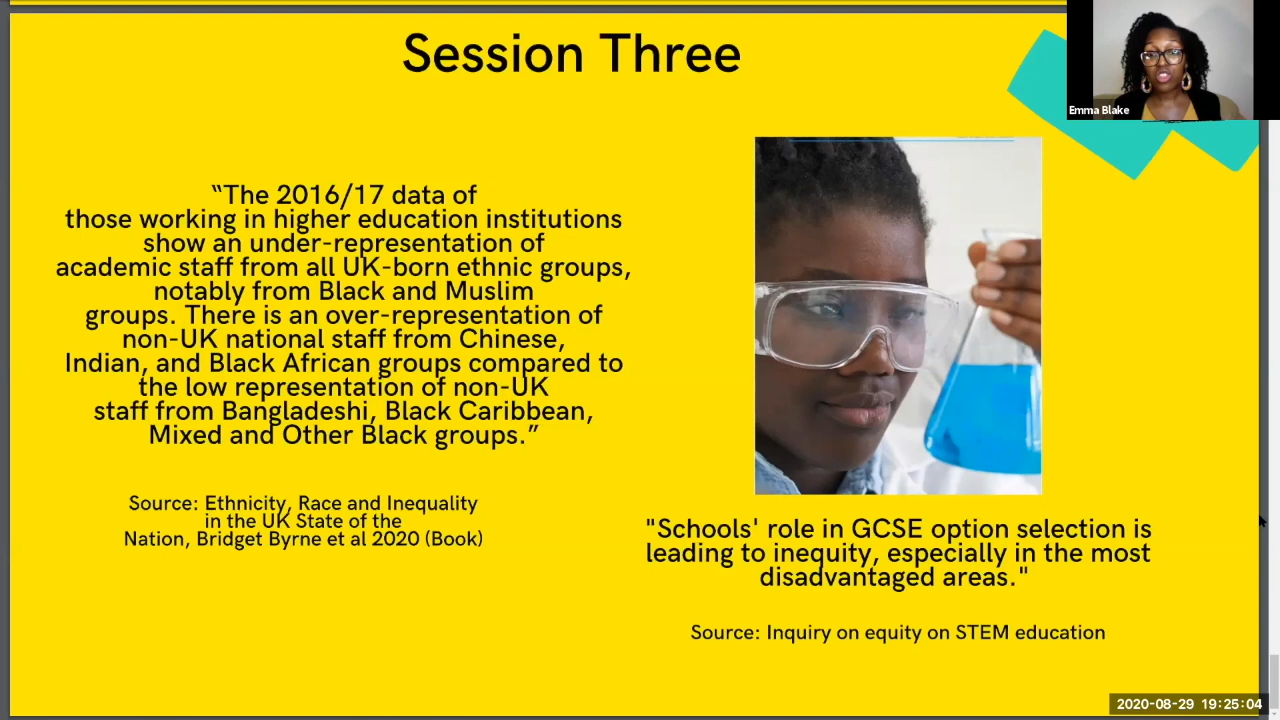 Session Three
Emma Blake
“The 2016/17 data of
those working in higher education institutions
show an under-representation of
academic staff from all UK-born ethnic groups,
notably from Black and Muslim
groups. There is an over-representation of
non-UK national staff from Chinese,
Indian, and Black African groups compared to
the low representation of non-UK
staff from Bangladeshi, Black Caribbean,
Mixed and Other Black groups.”
Source: Ethnicity, Race and Inequality
in the UK State of the
Nation, Bridget Byrne et al 2020 (Book)
"Schools' role in GCSE option selection is
leading to inequity, especially in the most
disadvantaged areas."
Source: Inquiry on equity on STEM education
2020-08-29 19:25:04